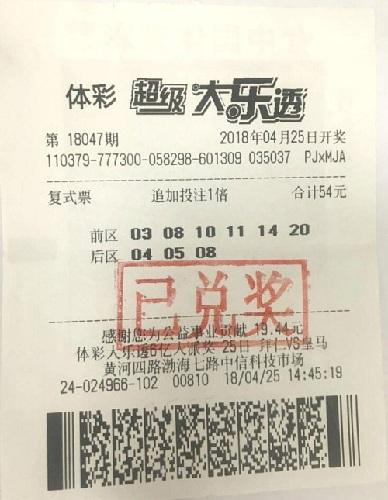 体彩 超级大乐透
第 18047期 2018年04月25日开奖
110379-777300-058298-601309 035037 PJxMJA
复式票 追加投注1倍 合计54元
前区 03 08 10 11 14 20
后区 04 05 08
已兑奖
感谢您为公益事业贡献 19.44元
体彩大乐透6亿大派奖 25日 拜仁VS皇马
黄河四路渤海七路中信科技市场
24-024966-102 00810 18/04/25 14:45:19